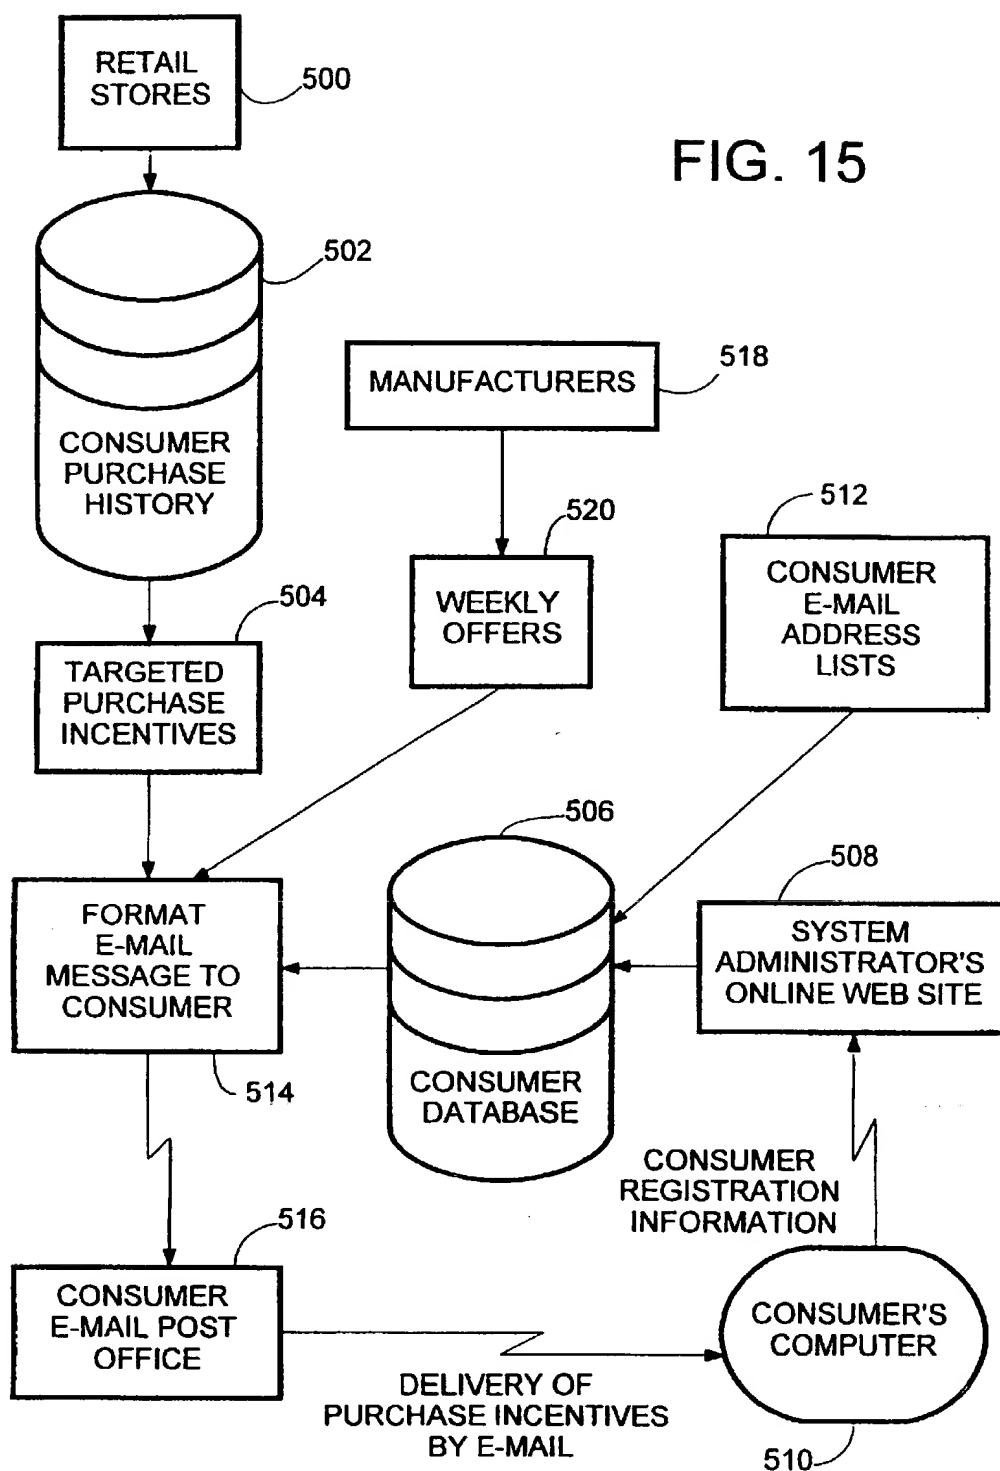 RETAIL
STORES
500
FIG. 15
502
CONSUMER
PURCHASE
HISTORY
MANUFACTURERS
518
520
WEEKLY
OFFERS
512
CONSUMER
E-MAIL
ADDRESS
LISTS
504
TARGETED
PURCHASE
INCENTIVES
506
CONSUMER
DATABASE
508
SYSTEM
ADMINISTRATOR'S
ONLINE WEB SITE
FORMAT
E-MAIL
MESSAGE TO
CONSUMER
514
CONSUMER
REGISTRATION
INFORMATION
516
CONSUMER
E-MAIL POST
OFFICE
DELIVERY OF
PURCHASE INCENTIVES
BY E-MAIL
CONSUMER'S
COMPUTER
510